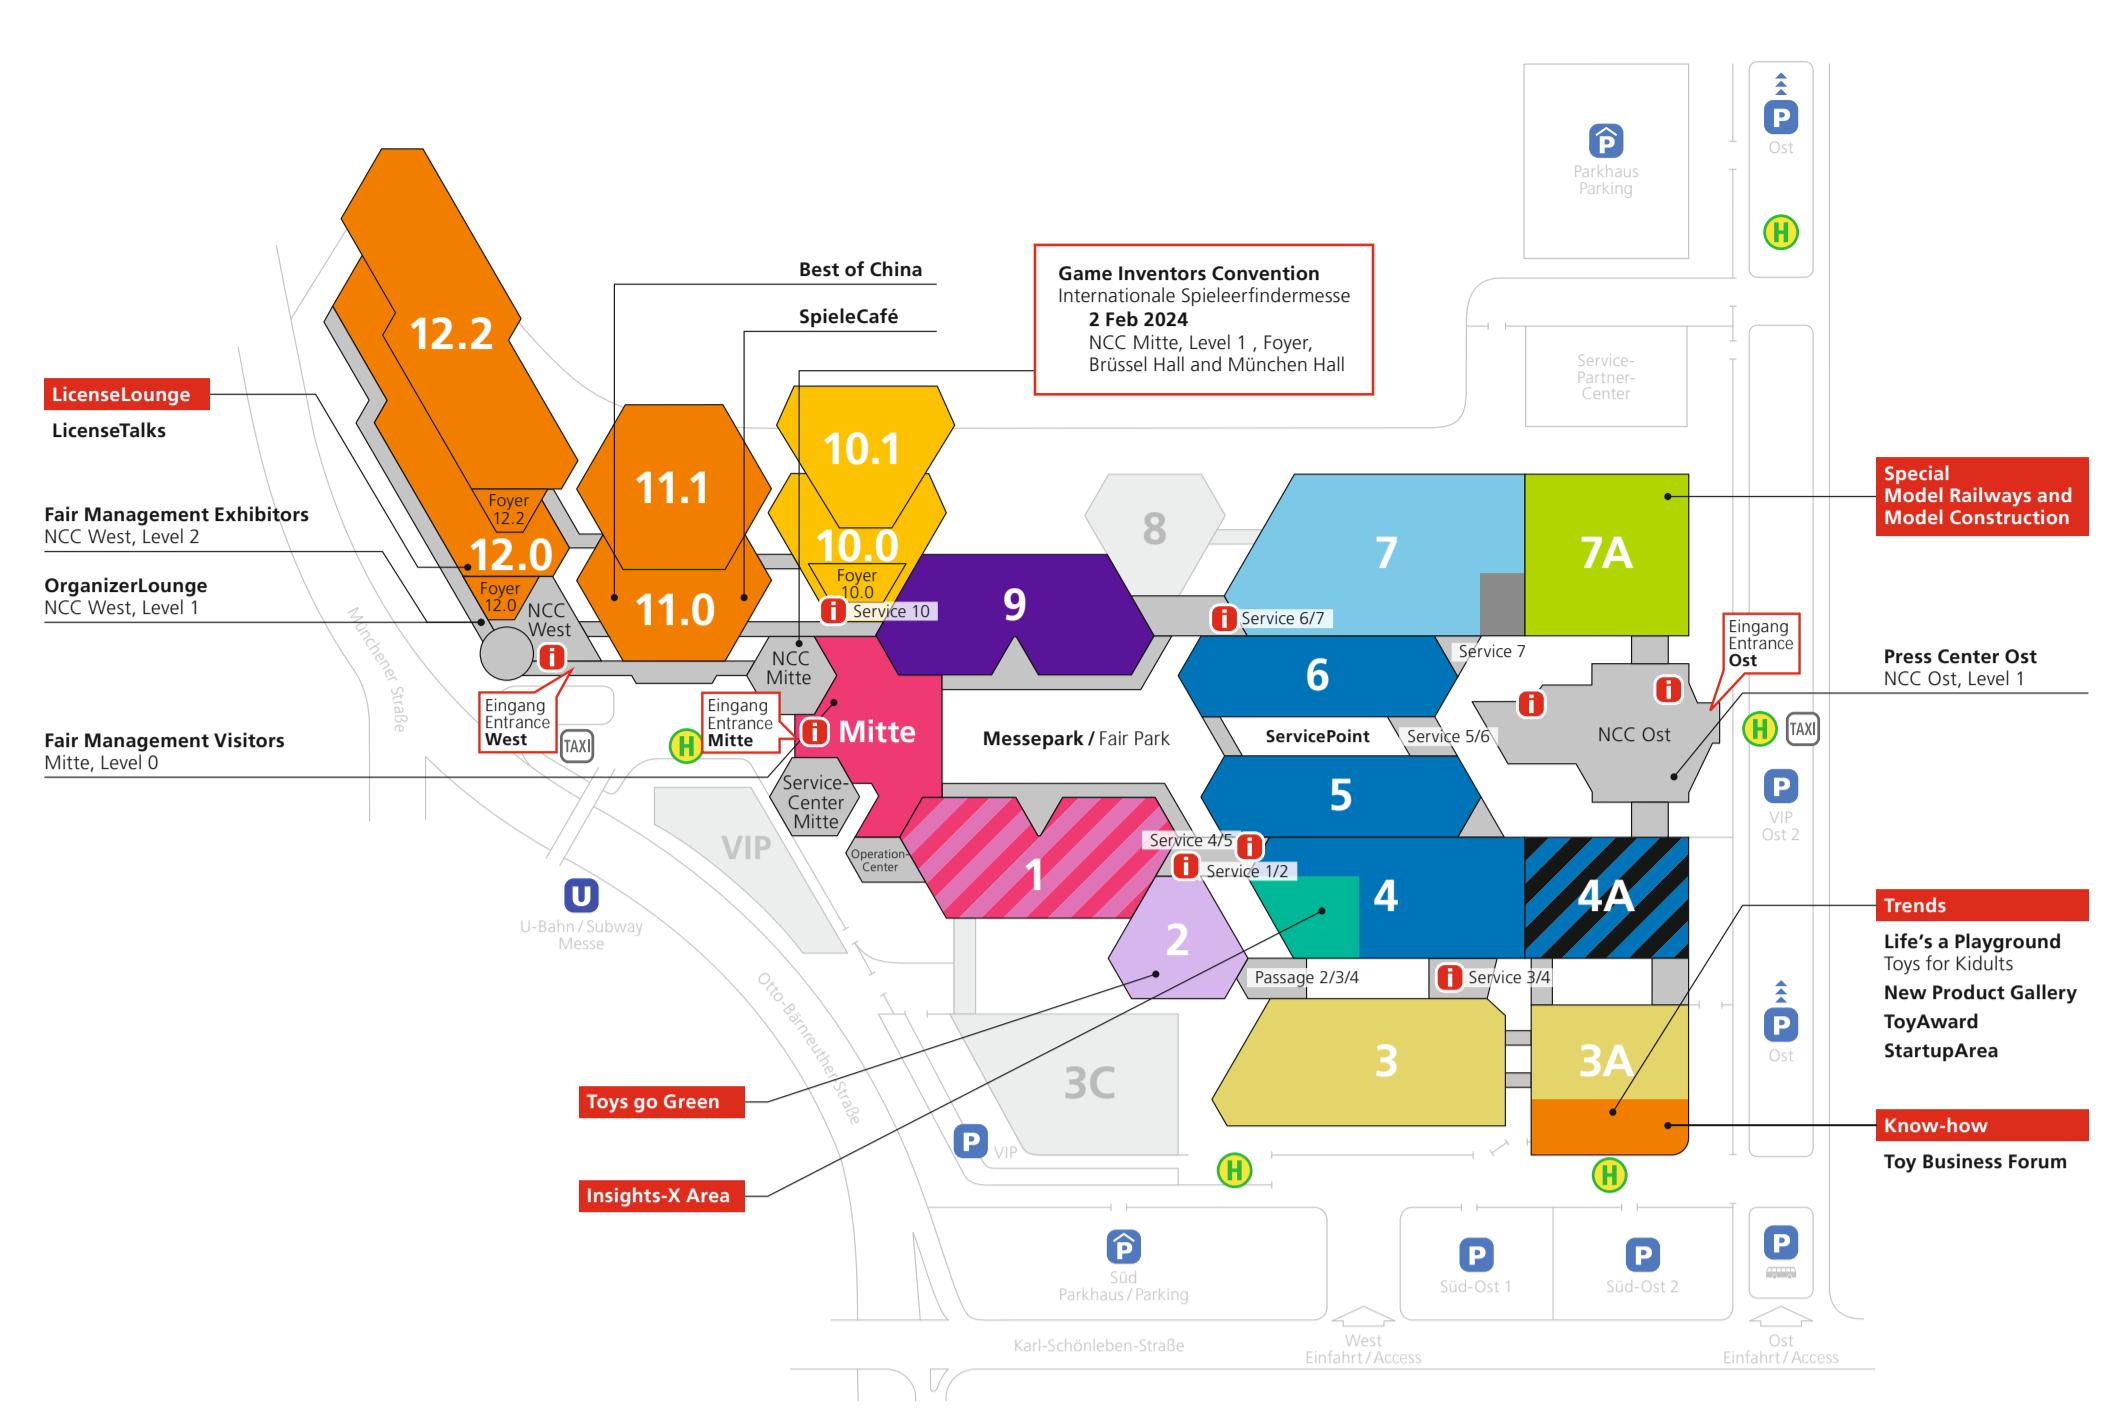 P
Ost
P
Parkhaus
Parking
H
Best of China
SpieleCafé
Game Inventors Convention
Internationale Spieleerfindermesse
2 Feb 2024
NCC Mitte, Level 1 , Foyer,
Brüssel Hall and München Hall
Service-
Partner-
Center
12.2
LicenseLounge
LicenseTalks
10.1
11.1
Special
Model Railways and
Model Construction
Foyer
12.2
Fair Management Exhibitors
NCC West, Level 2
8
7
7A
12.0
10.0
OrganizerLounge
NCC West, Level 1
Foyer
12.0
NCC
West
11.0
Foyer
10.0
i Service 10
9
i Service 6/7
Münchener Straße
i
NCC
Mitte
6
Service 7
Eingang
Entrance
Ost
Press Center Ost
NCC Ost, Level 1
Eingang
Entrance
West
TAXI
H
Eingang
Entrance
Mitte
i
Mitte
Messepark / Fair Park
ServicePoint
Service 5/6
i
i
NCC Ost
H
TAXI
Fair Management Visitors
Mitte, Level 0
Service-
Center
Mitte
5
P
VIP
Ost 2
VIP
Operation-
Center
1
Service 4/5 i
i Service 1/2
4
4A
U
U-Bahn / Subway
Messe
2
Trends
Life's a Playground
Toys for Kidults
New Product Gallery
ToyAward
StartupArea
Passage 2/3/4
i Service 3/4
Otto-Bärnreuther-Straße
P
Ost
3C
3
3A
Toys go Green
Know-how
Toy Business Forum
P VIP
H
H
Insights-X Area
P
Süd
Parkhaus / Parking
P
Süd-Ost 1
P
Süd-Ost 2
P
Karl-Schönleben-Straße
West
Einfahrt / Access
Ost
Einfahrt / Access